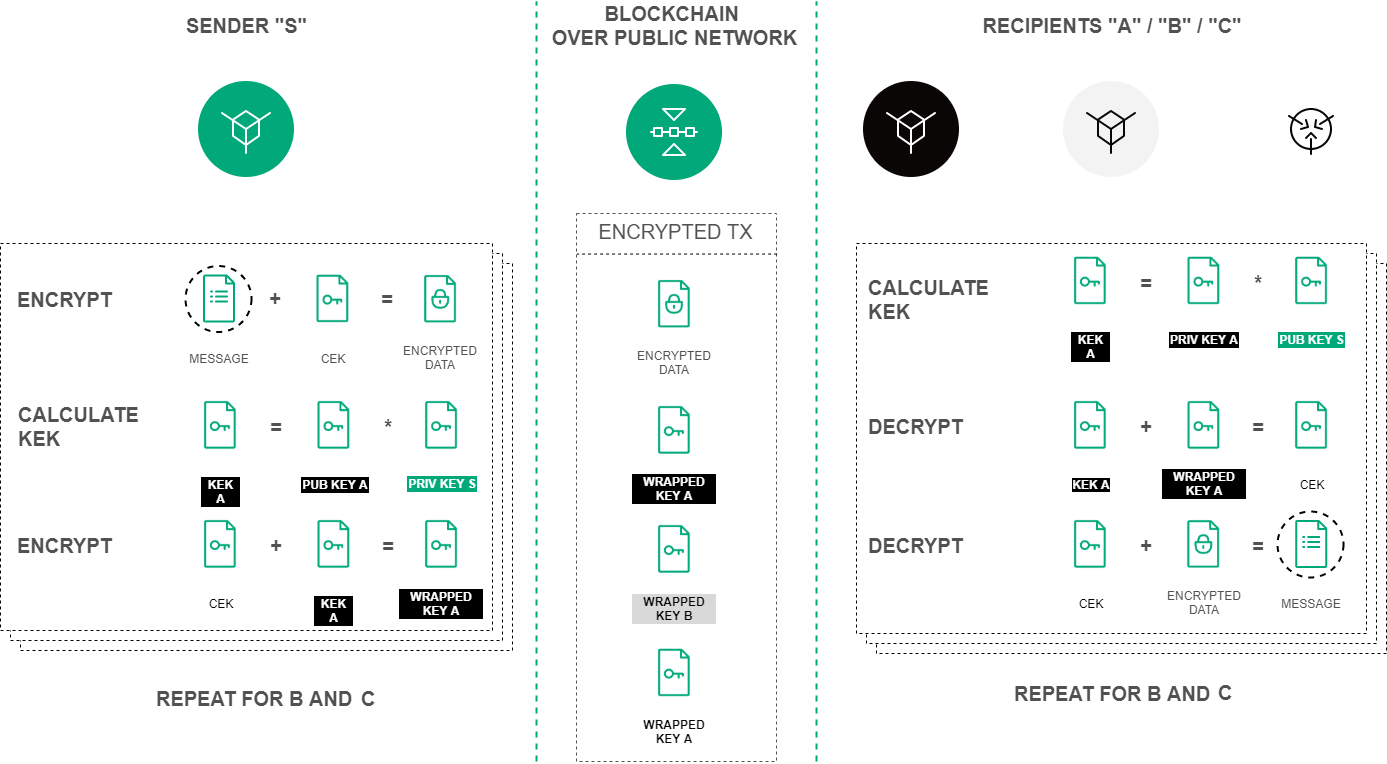 SENDER "S"
BLOCKCHAIN
OVER PUBLIC NETWORK
RECIPIENTS "A" / "B" / "C"
ENCRYPT
+
=
MESSAGE
CEK
ENCRYPTED
DATA
CALCULATE
KEK
=
*
KEK
A
PUB KEY A
PRIV KEY S
ENCRYPT
+
=
CEK
KEK
A
WRAPPED
KEY A
REPEAT FOR B AND C
ENCRYPTED TX
ENCRYPTED
DATA
WRAPPED
KEY A
WRAPPED
KEY B
WRAPPED
KEY A
CALCULATE
KEK
=
*
KEK
A
PRIV KEY A
PUB KEY S
DECRYPT
+
=
KEK A
WRAPPED
KEY A
CEK
DECRYPT
+
=
CEK
ENCRYPTED
DATA
MESSAGE
REPEAT FOR B AND C